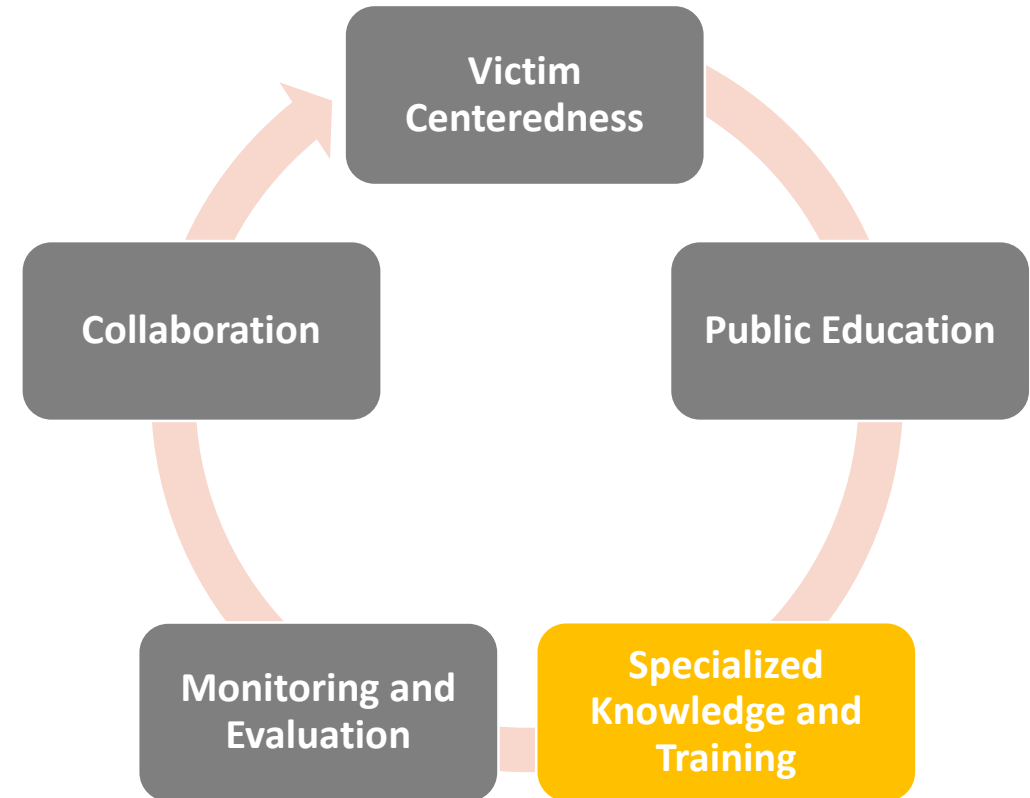 Victim
Centeredness
Public Education
Specialized
Knowledge and
Training
Monitoring and
Evaluation
Collaboration